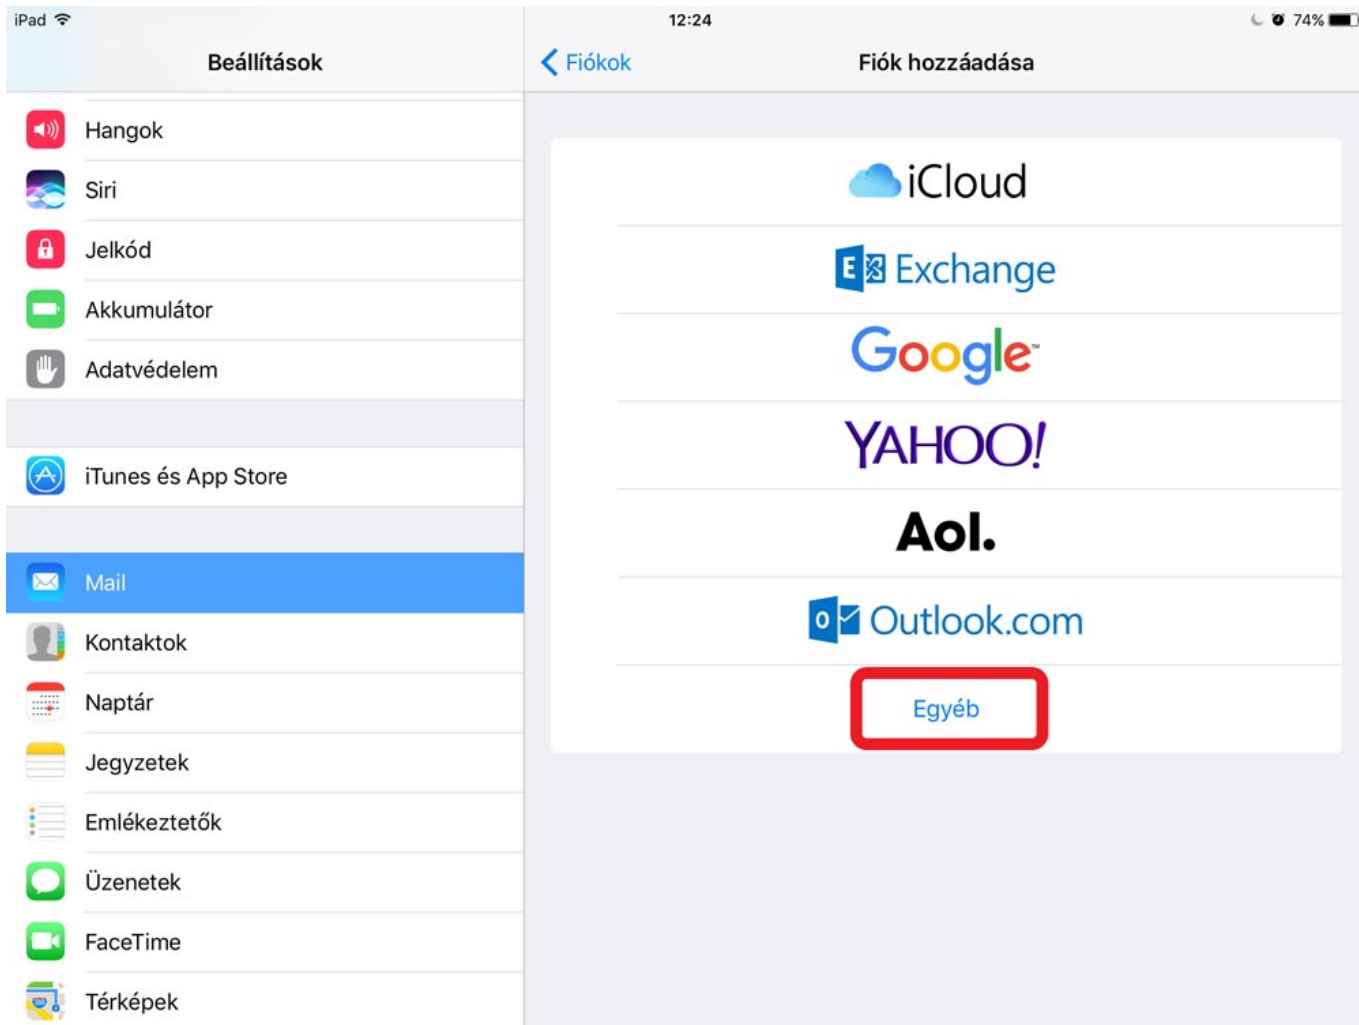 iPad
12:24
74%
Beállítások
Fiókok
Fiók hozzáadása
Hangok
Siri
Jelkód
Akkumulátor
Adatvédelem
iTunes és App Store
Mail
Kontaktok
Naptár
Jegyzetek
Emlékeztetők
Üzenetek
FaceTime
Térképek
iCloud
E Exchange
Google™
YAHOO!
Aol.
o Outlook.com
Egyéb